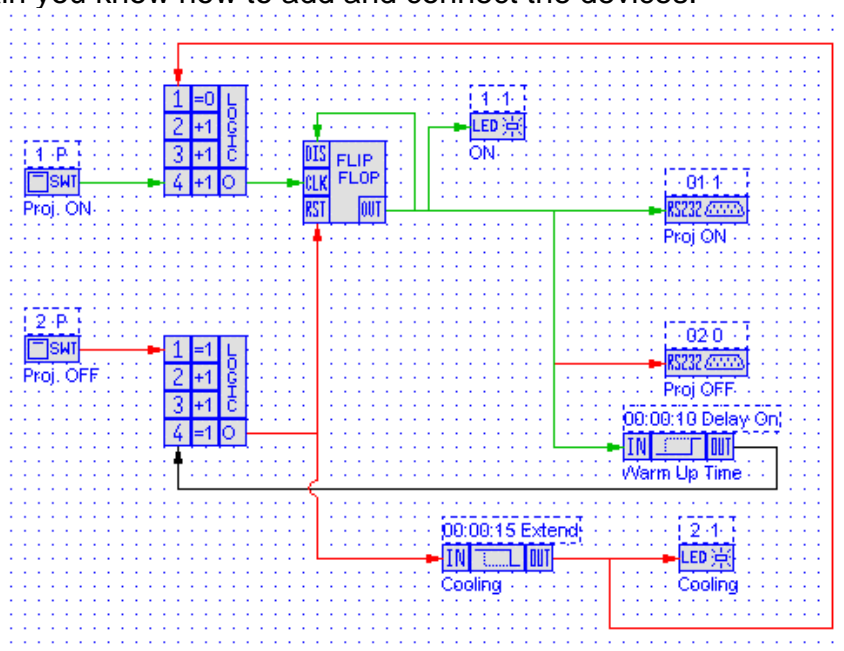 you know how to add and connect the devices.
1 =0 LOGIC
2 +1
3 +1
4 +1 O
1 P
SWT
Proj. ON
DIS FLIP FLOP
CLK
RST OUT
1 1
LED
ON
01 1
RS232
Proj ON
2 P
SWT
Proj. OFF
1 =1 LOGIC
2 +1
3 +1
4 =1 O
02 0
RS232
Proj OFF
00:00:10 Delay On
IN OUT
Warm Up Time
00:00:15 Extend
IN OUT
Cooling
2 1
LED
Cooling